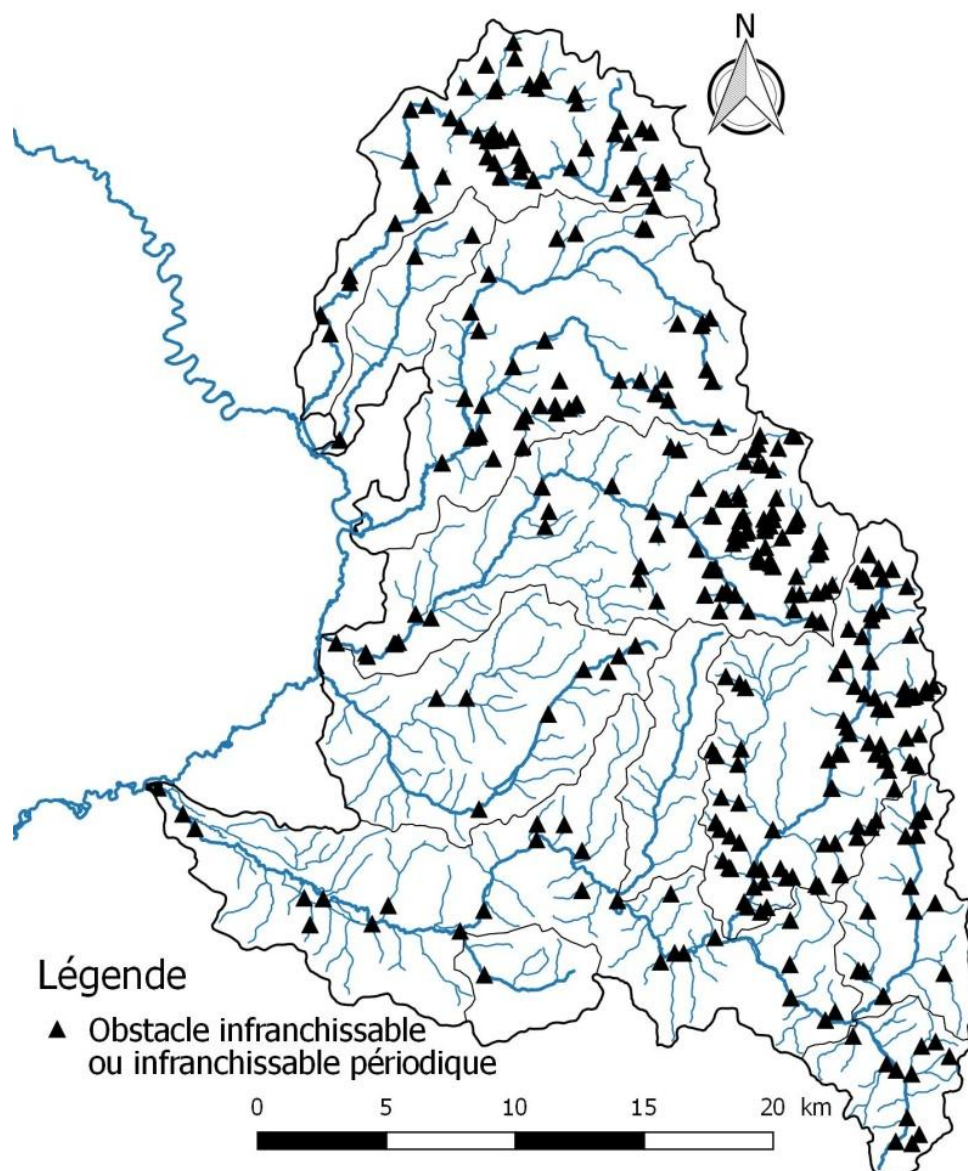 N
Légende
Obstacle infranchissable
ou infranchissable périodique
0 5 10 15 20 km